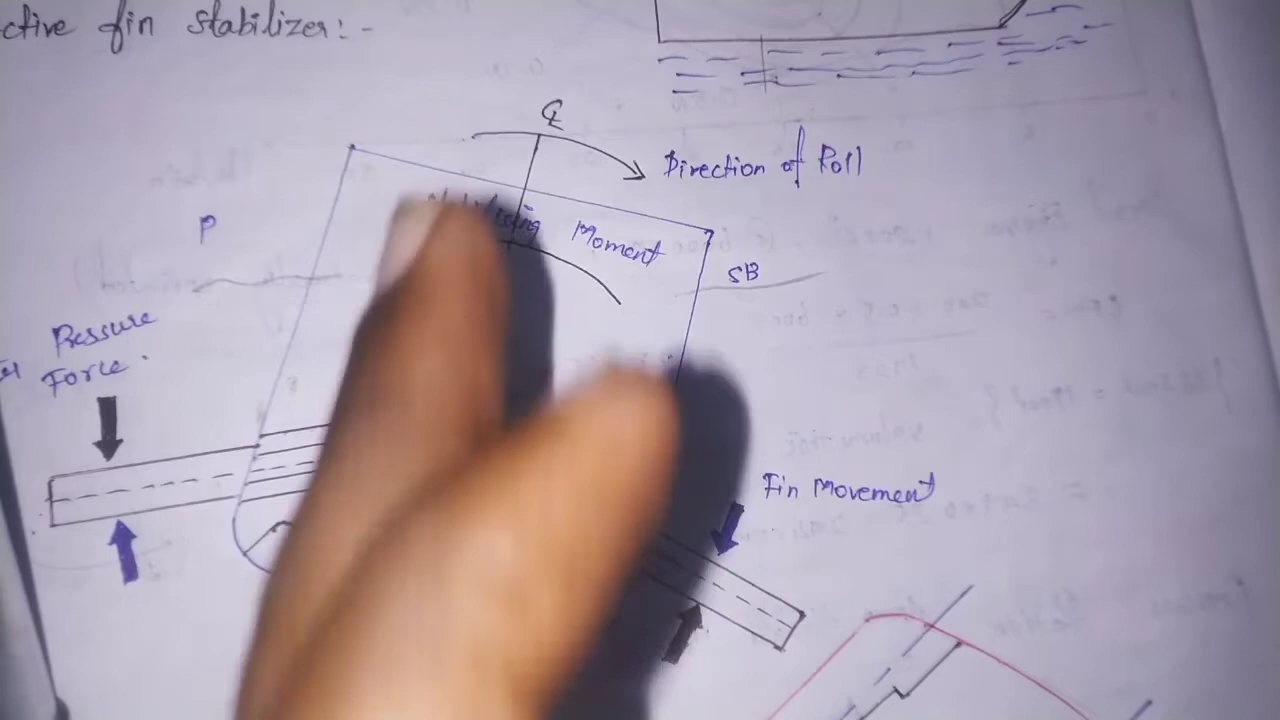 ctive fin stabilizer:-
℄
Direction of Roll
Moment
P
SB
Pressure
Force
Fin Movement